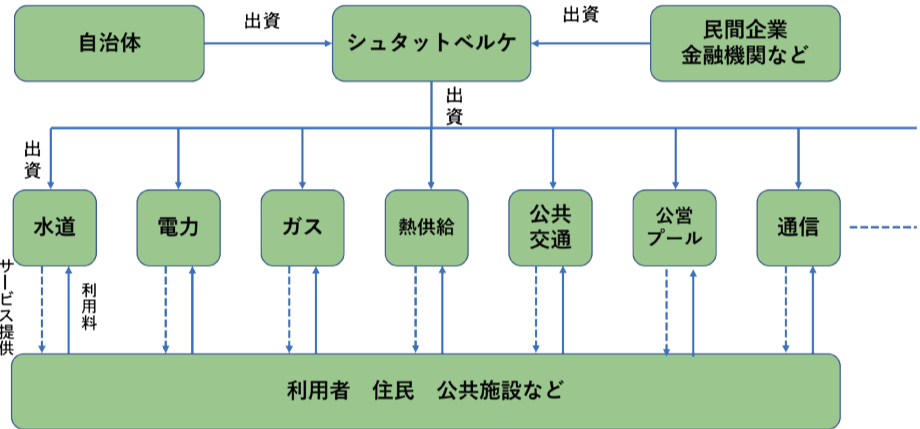 出資
出資
自治体
シュタットベルケ
民間企業
金融機関など
出資
出資
水道
電力
ガス
熱供給
公共
交通
公営
プール
通信
サービス提供
利用料
利用者 住民 公共施設など